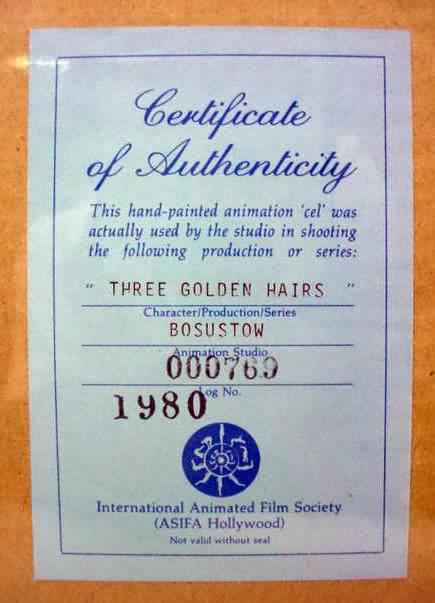 Certificate
of Authenticity
This hand-painted animation 'cel' was
actually used by the studio in shooting
the following production or series:
" THREE GOLDEN HAIRS "
Character/Production/Series
BOSUSTOW
Animation Studio
000769
Log No.
1980
International Animated Film Society
(ASIFA Hollywood)
Not valid without seal